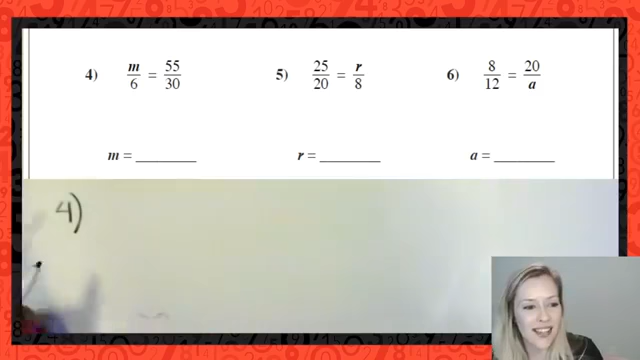 4) m/6 = 55/30 5) 25/20 = r/8 6) 8/12 = 20/a
m = ________ r = ________ a = ________
4)